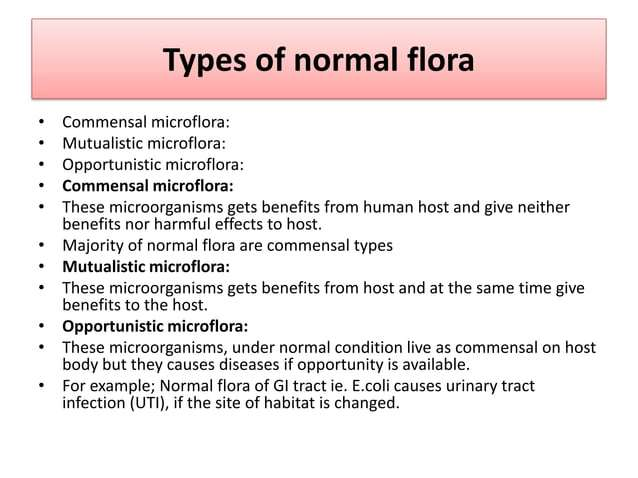 Types of normal flora
• Commensal microflora:
• Mutualistic microflora:
• Opportunistic microflora:
• Commensal microflora:
• These microorganisms gets benefits from human host and give neither
benefits nor harmful effects to host.
• Majority of normal flora are commensal types
• Mutualistic microflora:
• These microorganisms gets benefits from host and at the same time give
benefits to the host.
• Opportunistic microflora:
• These microorganisms, under normal condition live as commensal on host
body but they causes diseases if opportunity is available.
• For example; Normal flora of GI tract ie. E.coli causes urinary tract
infection (UTI), if the site of habitat is changed.